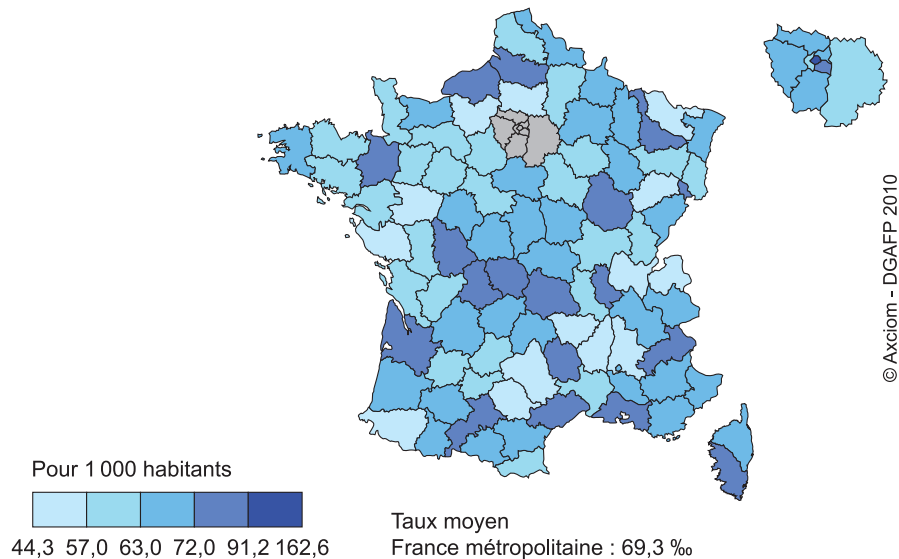 © Axciom - DGAFP 2010
Pour 1 000 habitants
44,3 57,0 63,0 72,0 91,2 162,6
Taux moyen
France métropolitaine : 69,3 ‰